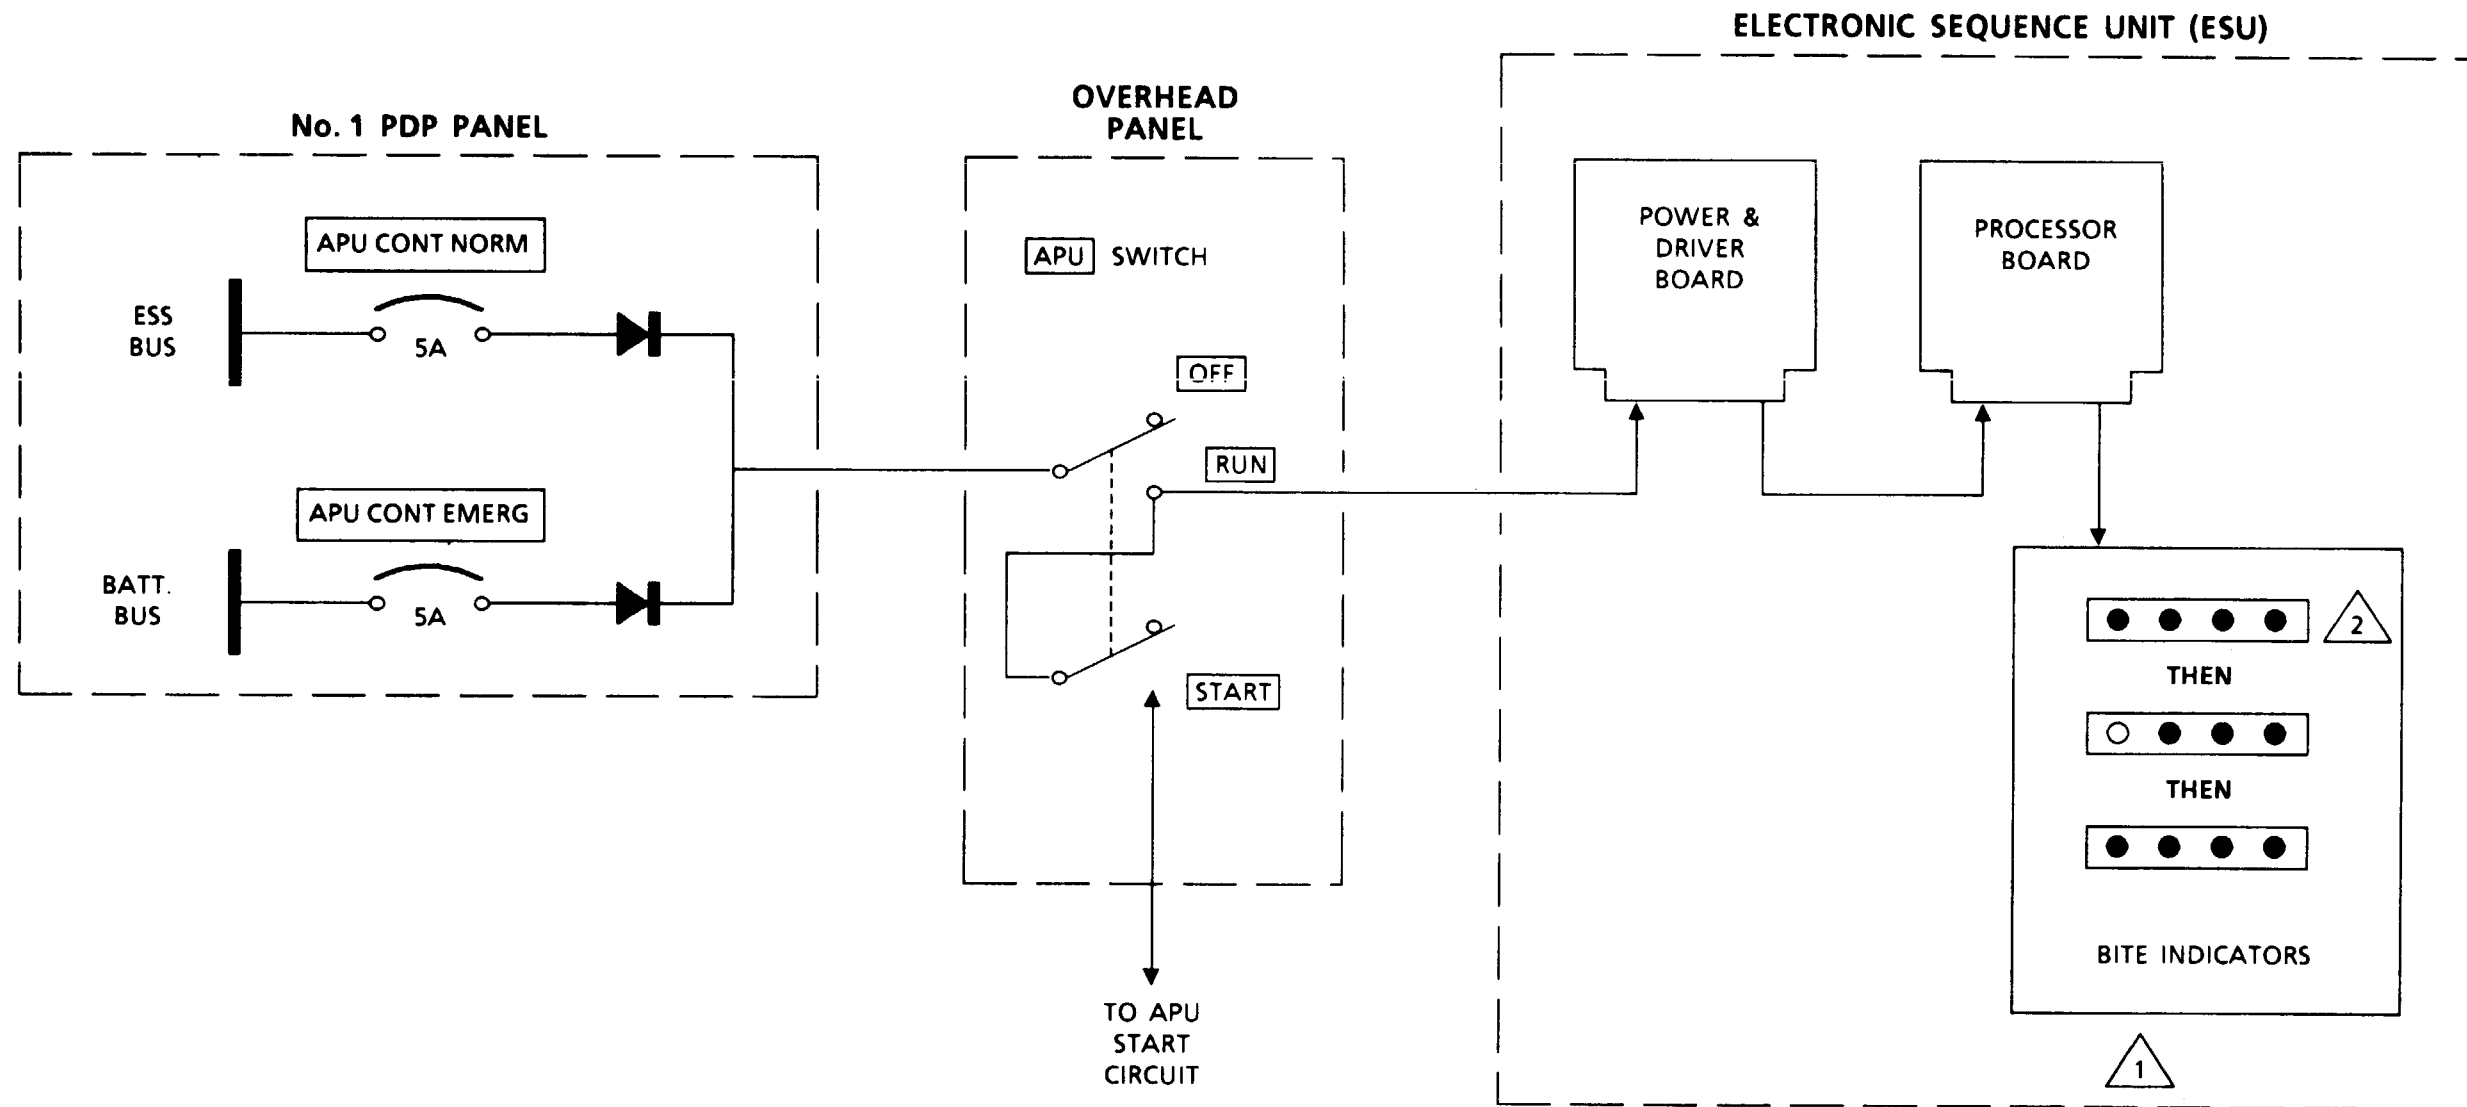 ELECTRONIC SEQUENCE UNIT (ESU)
OVERHEAD
PANEL
No. 1 PDP PANEL
APU CONT NORM
ESS
BUS
5A
APU CONT EMERG
BATT.
BUS
5A
APU SWITCH
OFF
RUN
START
TO APU
START
CIRCUIT
POWER &
DRIVER
BOARD
PROCESSOR
BOARD
2
THEN
THEN
BITE INDICATORS
1